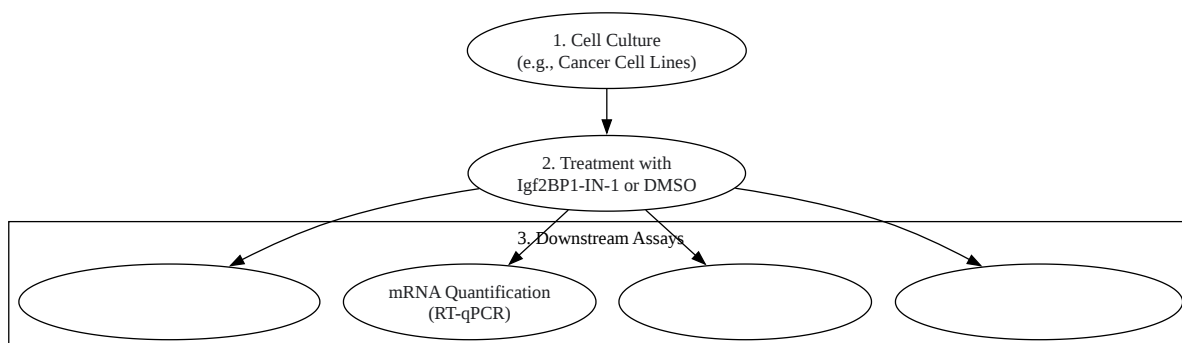 1. Cell Culture
(e.g., Cancer Cell Lines)
2. Treatment with
Igf2BP1-IN-1 or DMSO
3. Downstream Assays
mRNA Quantification
(RT-qPCR)